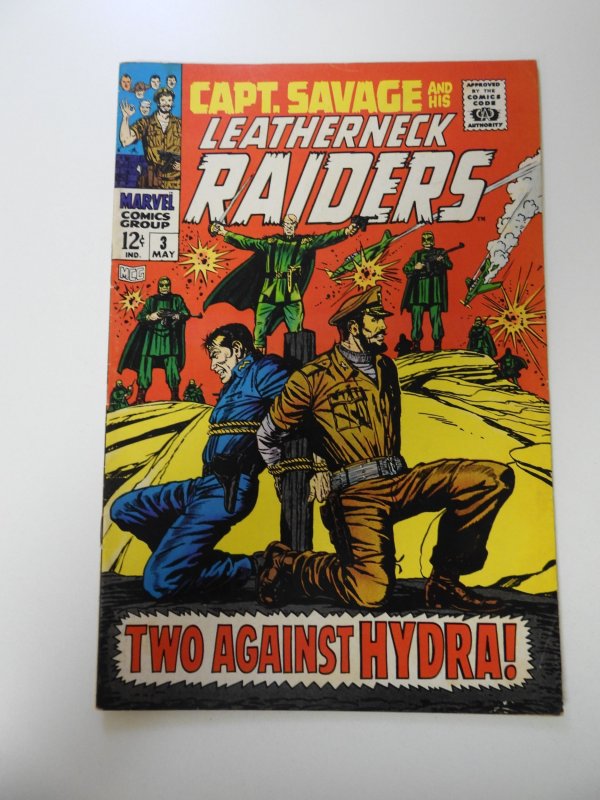 CAPT. SAVAGE AND HIS
LEATHERNECK
RAIDERS
TM
APPROVED
BY THE
COMICS
CODE
CA
AUTHORITY
MARVEL
COMICS
GROUP
12¢
IND.
3
MAY
MCG
TWO AGAINST HYDRA!